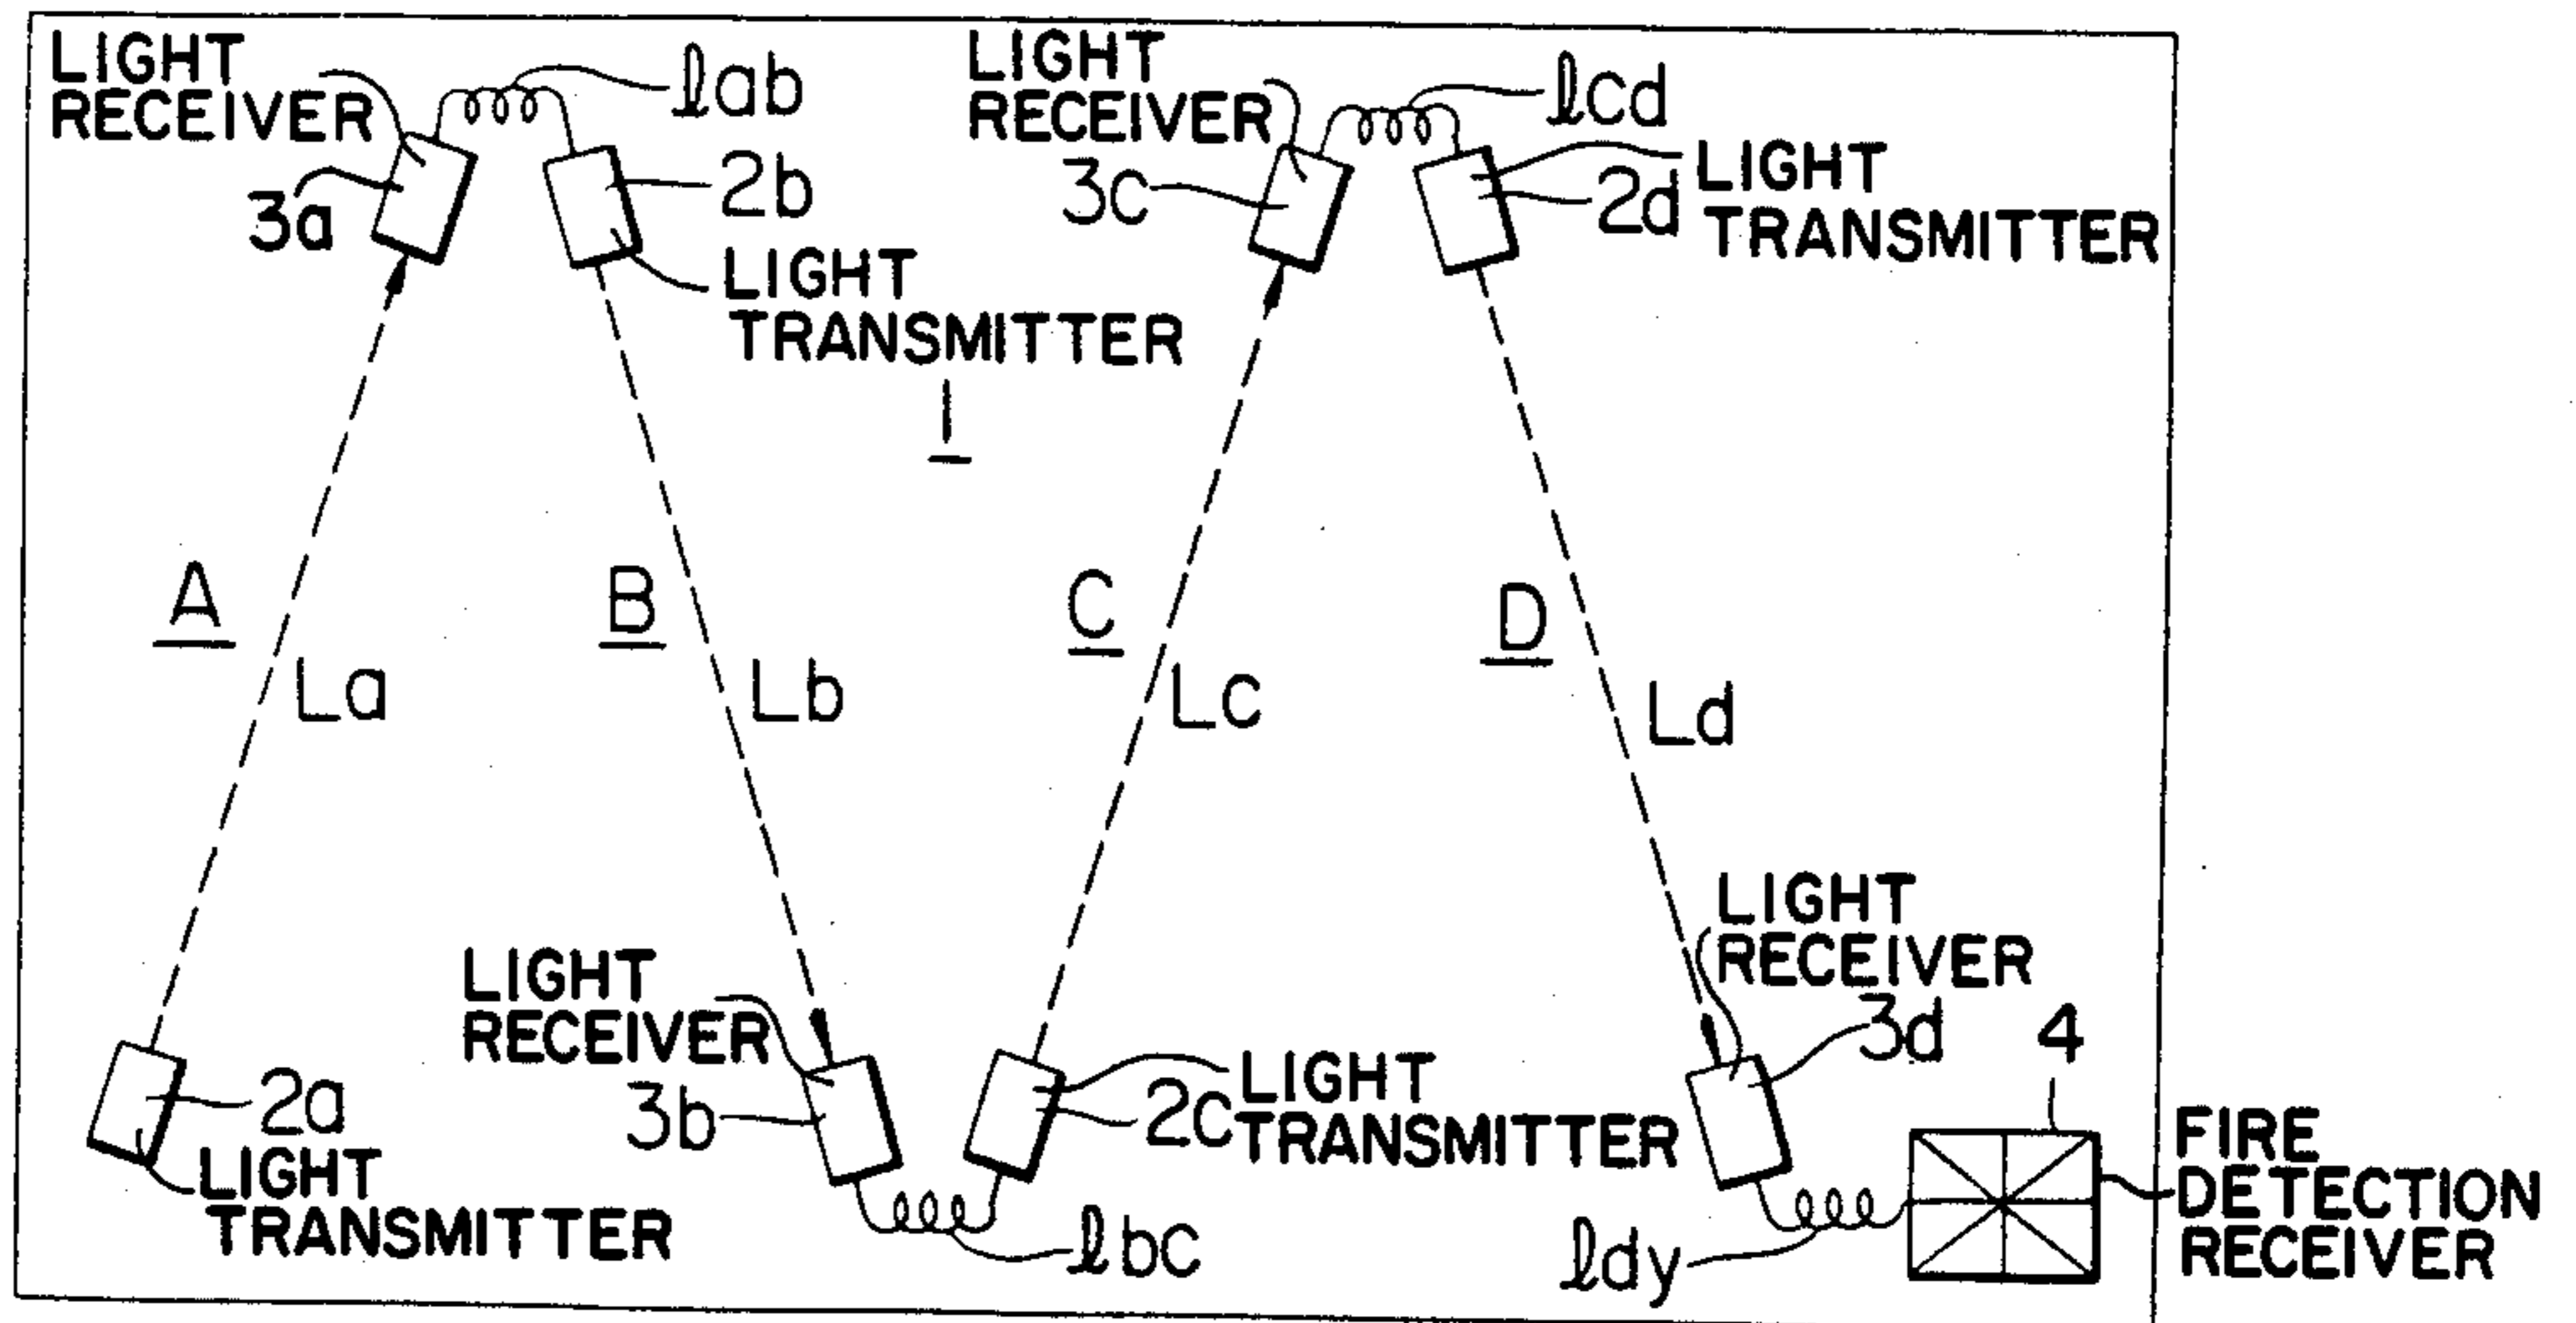 LIGHT
RECEIVER
lab
LIGHT
RECEIVER
lcd
3a
2b
LIGHT
TRANSMITTER
3c
2d
LIGHT
TRANSMITTER
1
A
La
B
Lb
C
Lc
D
Ld
LIGHT
RECEIVER
3b
LIGHT
RECEIVER
3d
4
2a
LIGHT
TRANSMITTER
2c
LIGHT
TRANSMITTER
lbc
ldy
FIRE
DETECTION
RECEIVER